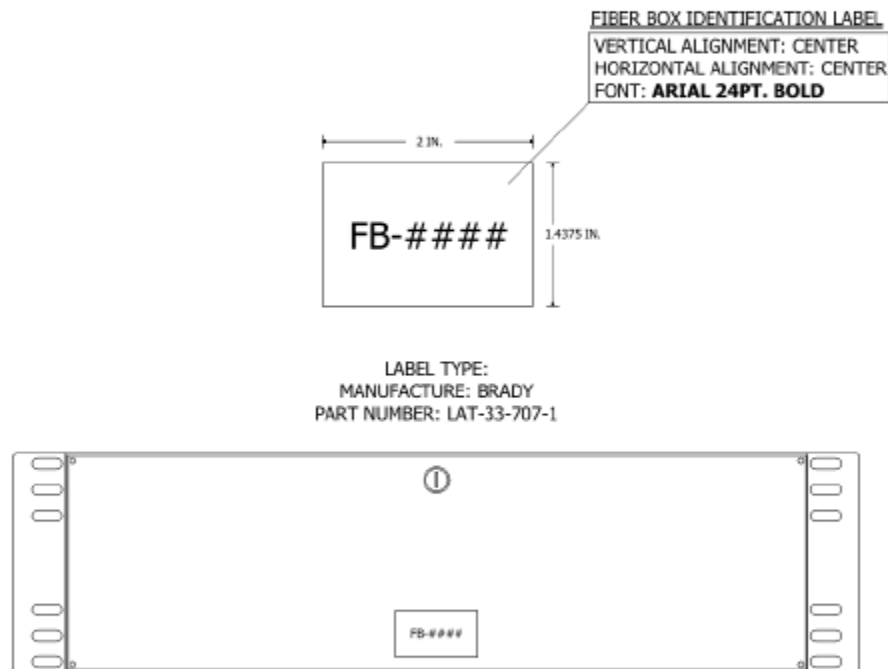 FIBER BOX IDENTIFICATION LABEL
VERTICAL ALIGNMENT: CENTER
HORIZONTAL ALIGNMENT: CENTER
FONT: ARIAL 24PT. BOLD
2 IN.
FB-####
1.4375 IN.
LABEL TYPE:
MANUFACTURE: BRADY
PART NUMBER: LAT-33-707-1
FB-####